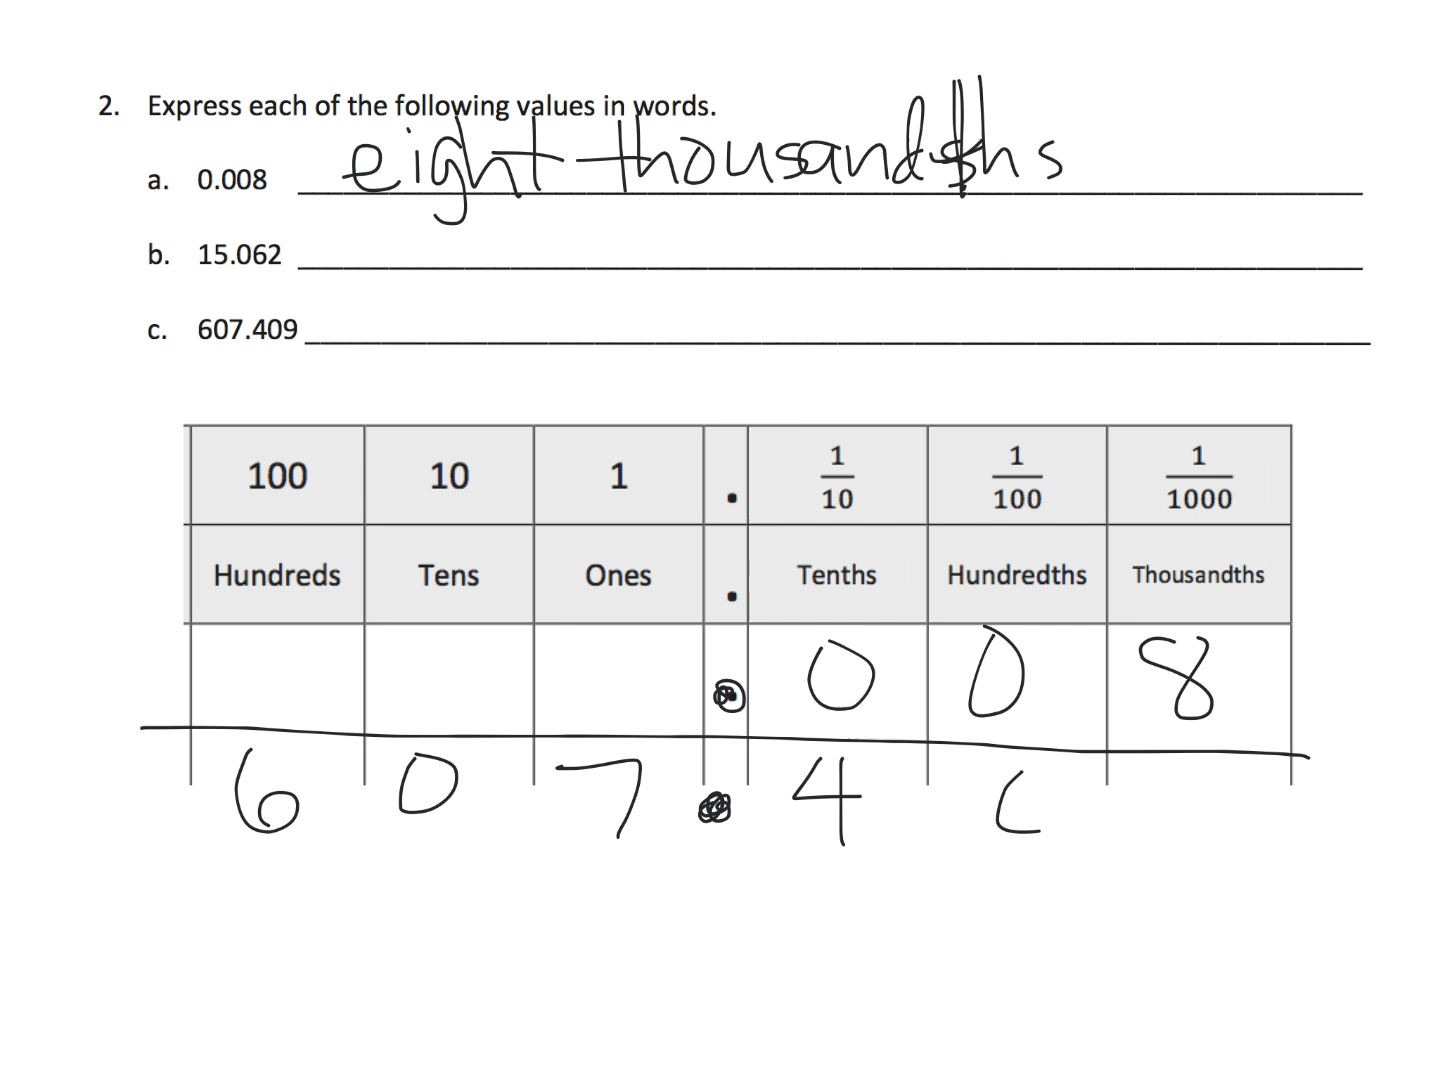 2. Express each of the following values in words.
a. 0.008 eight thousandths
b. 15.062
c. 607.409
100 10 1 . 1/10 1/100 1/1000
Hundreds Tens Ones . Tenths Hundredths Thousandths
. 0 0 8
6 0 7 . 4